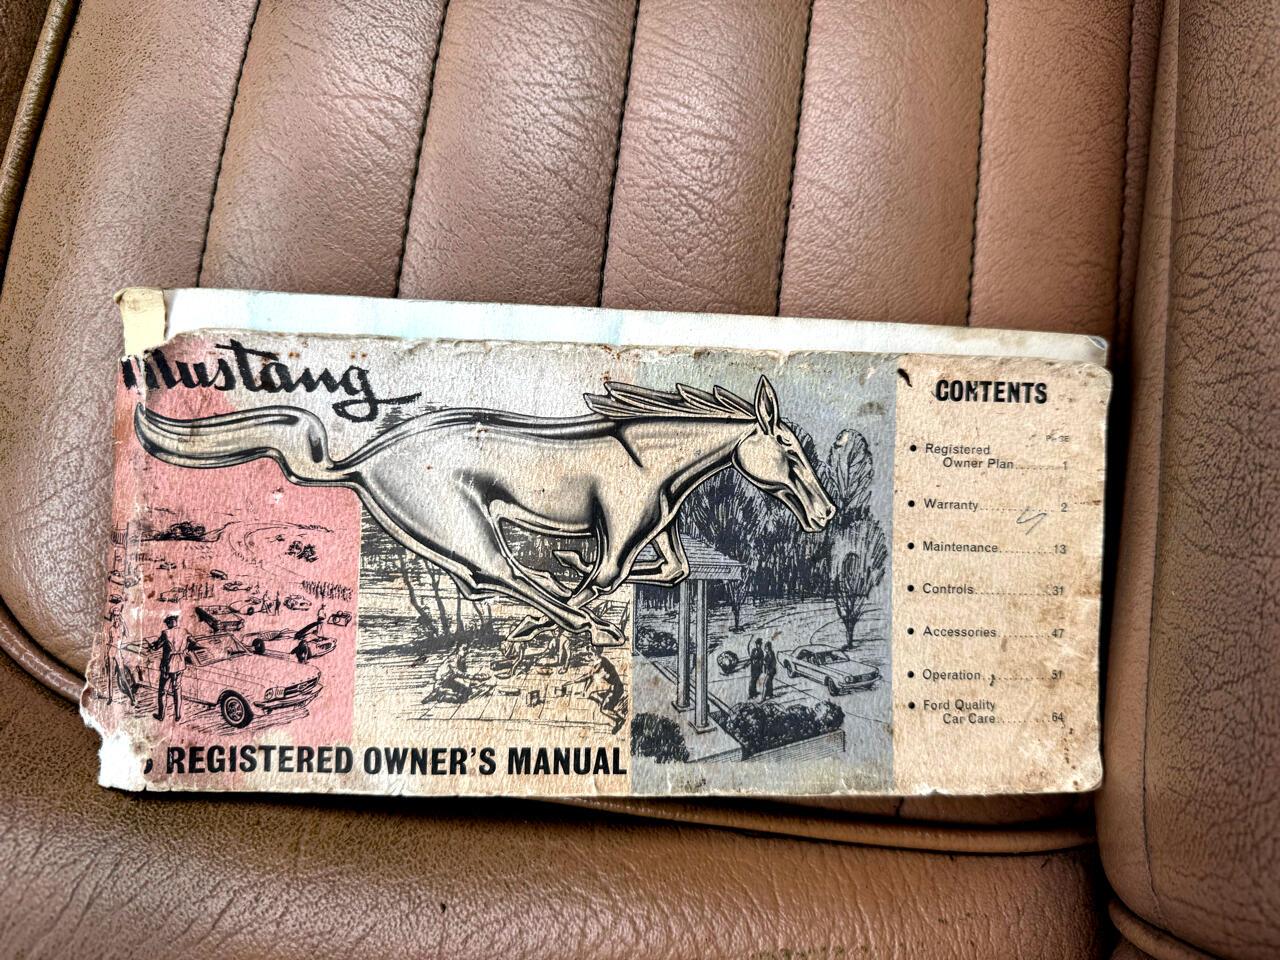 Mustang
REGISTERED OWNER'S MANUAL
CONTENTS
PAGE
• Registered
Owner Plan........1
• Warranty........2
• Maintenance........13
• Controls........31
• Accessories........47
• Operation........51
• Ford Quality
Car Care........64